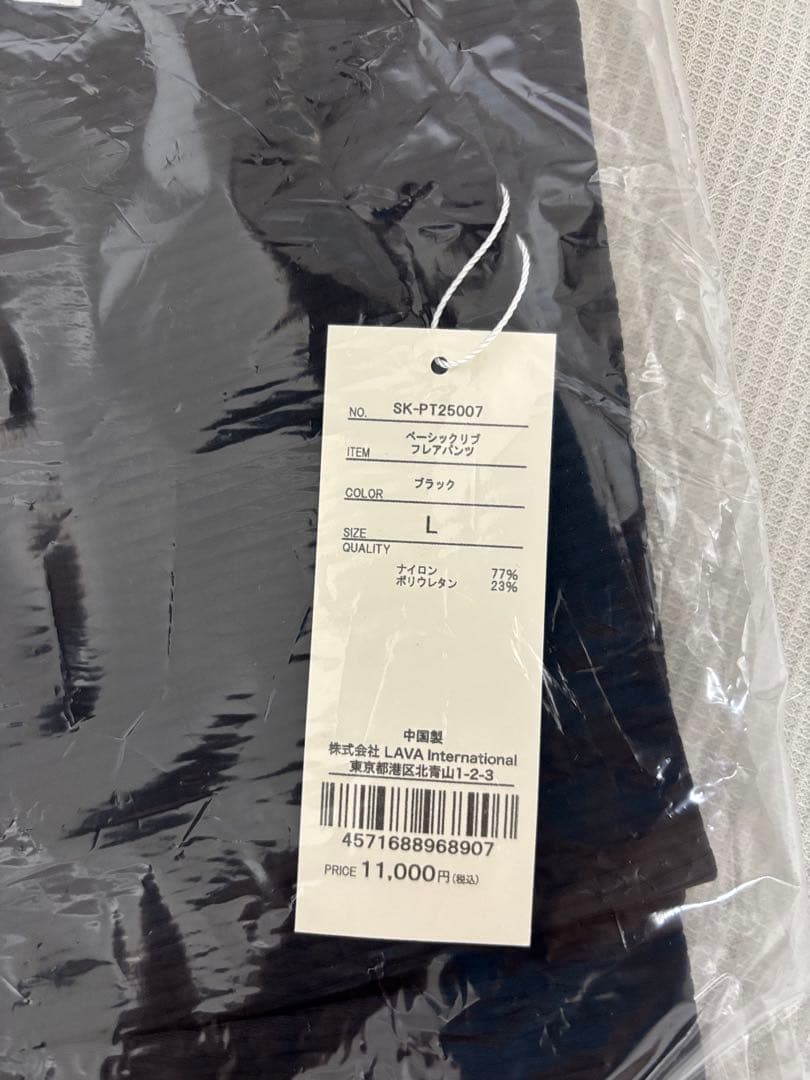 NO. SK-PT25007
ITEM ベーシックリブ
フレアパンツ
COLOR ブラック
SIZE L
QUALITY
ナイロン 77%
ポリウレタン 23%
中国製
株式会社 LAVA International
東京都港区北青山1-2-3
4571688968907
PRICE 11,000円(税込)